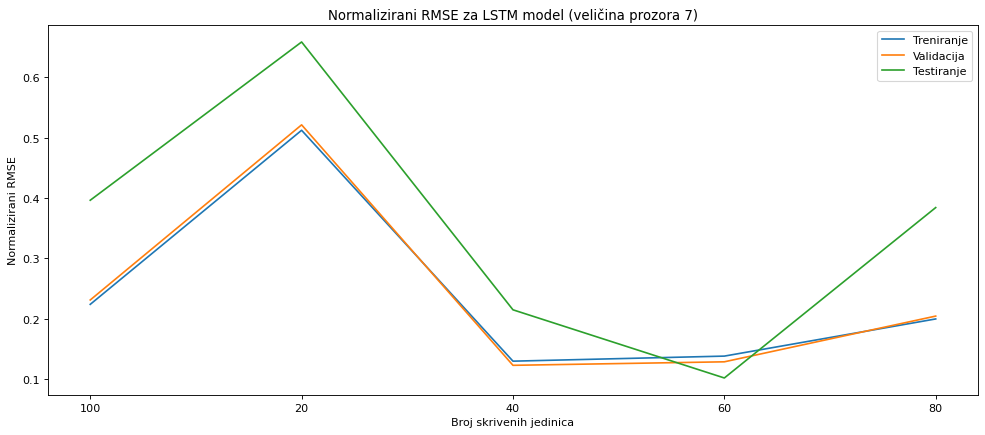 Normalizirani RMSE za LSTM model (veličina prozora 7)
Treniranje
Validacija
Testiranje
Normalizirani RMSE
0.6
0.5
0.4
0.3
0.2
0.1
100 20 40 60 80
Broj skrivenih jedinica